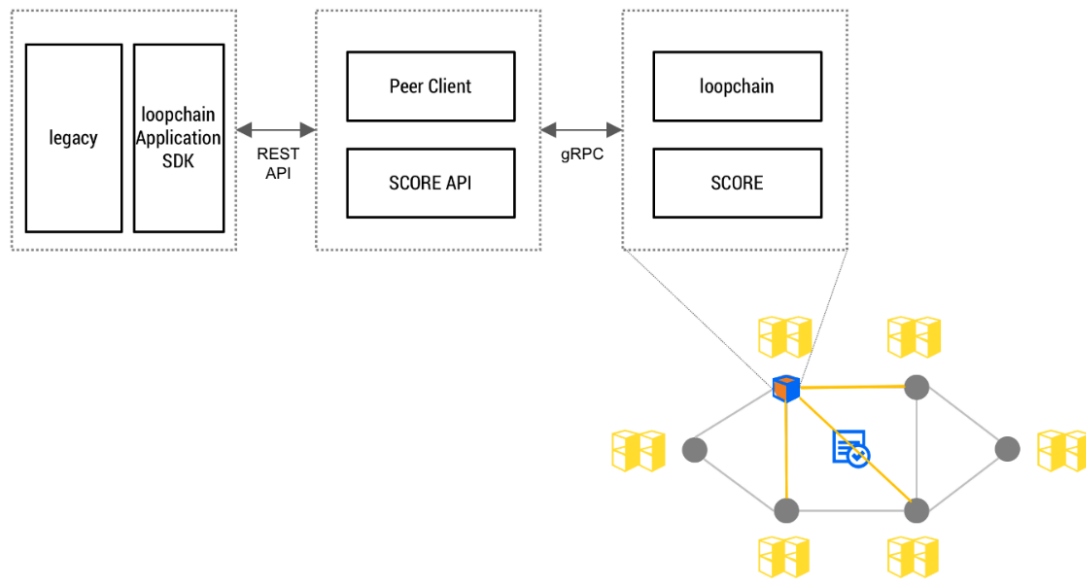 legacy
loopchain
Application
SDK
REST
API
Peer Client
SCORE API
gRPC
loopchain
SCORE